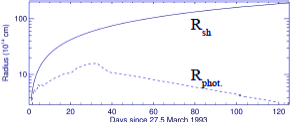 100
10
Radius (10¹⁴ cm)
R_sh
R_phot.
0 20 40 60 80 100 120
Days since 27.5 March 1993